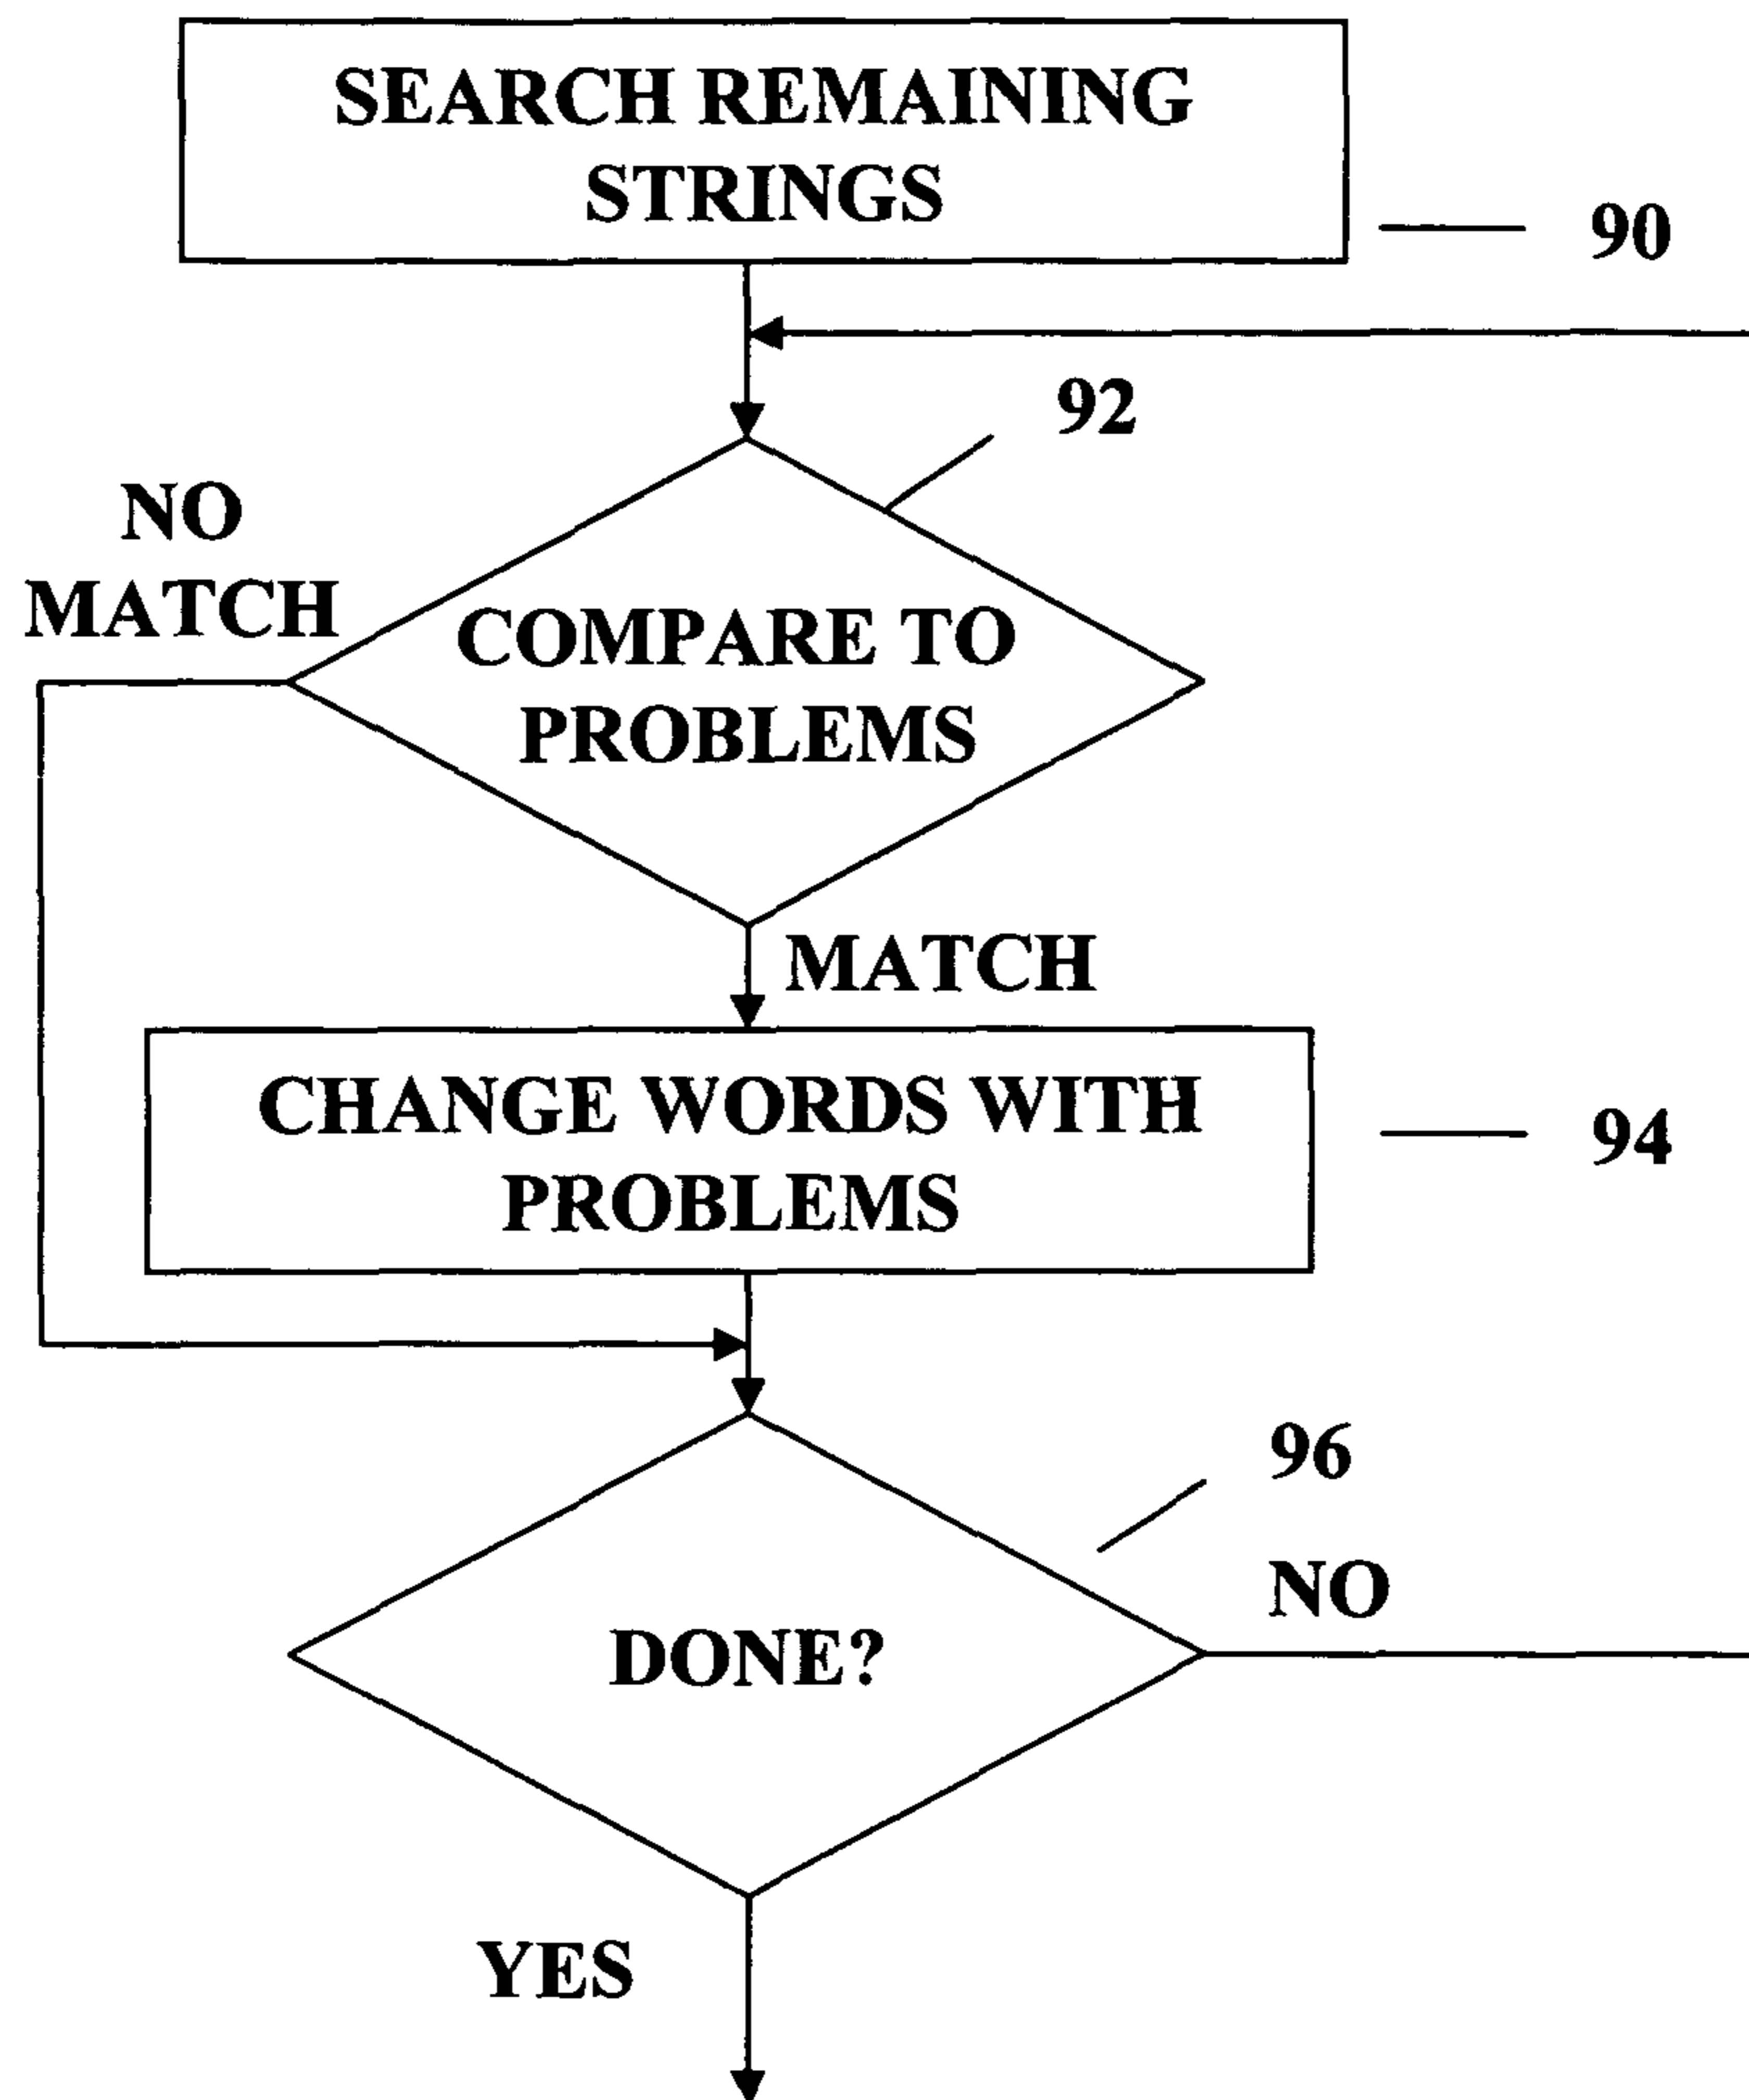 SEARCH REMAINING
STRINGS
90
92
NO
MATCH
COMPARE TO
PROBLEMS
MATCH
CHANGE WORDS WITH
PROBLEMS
94
96
NO
DONE?
YES